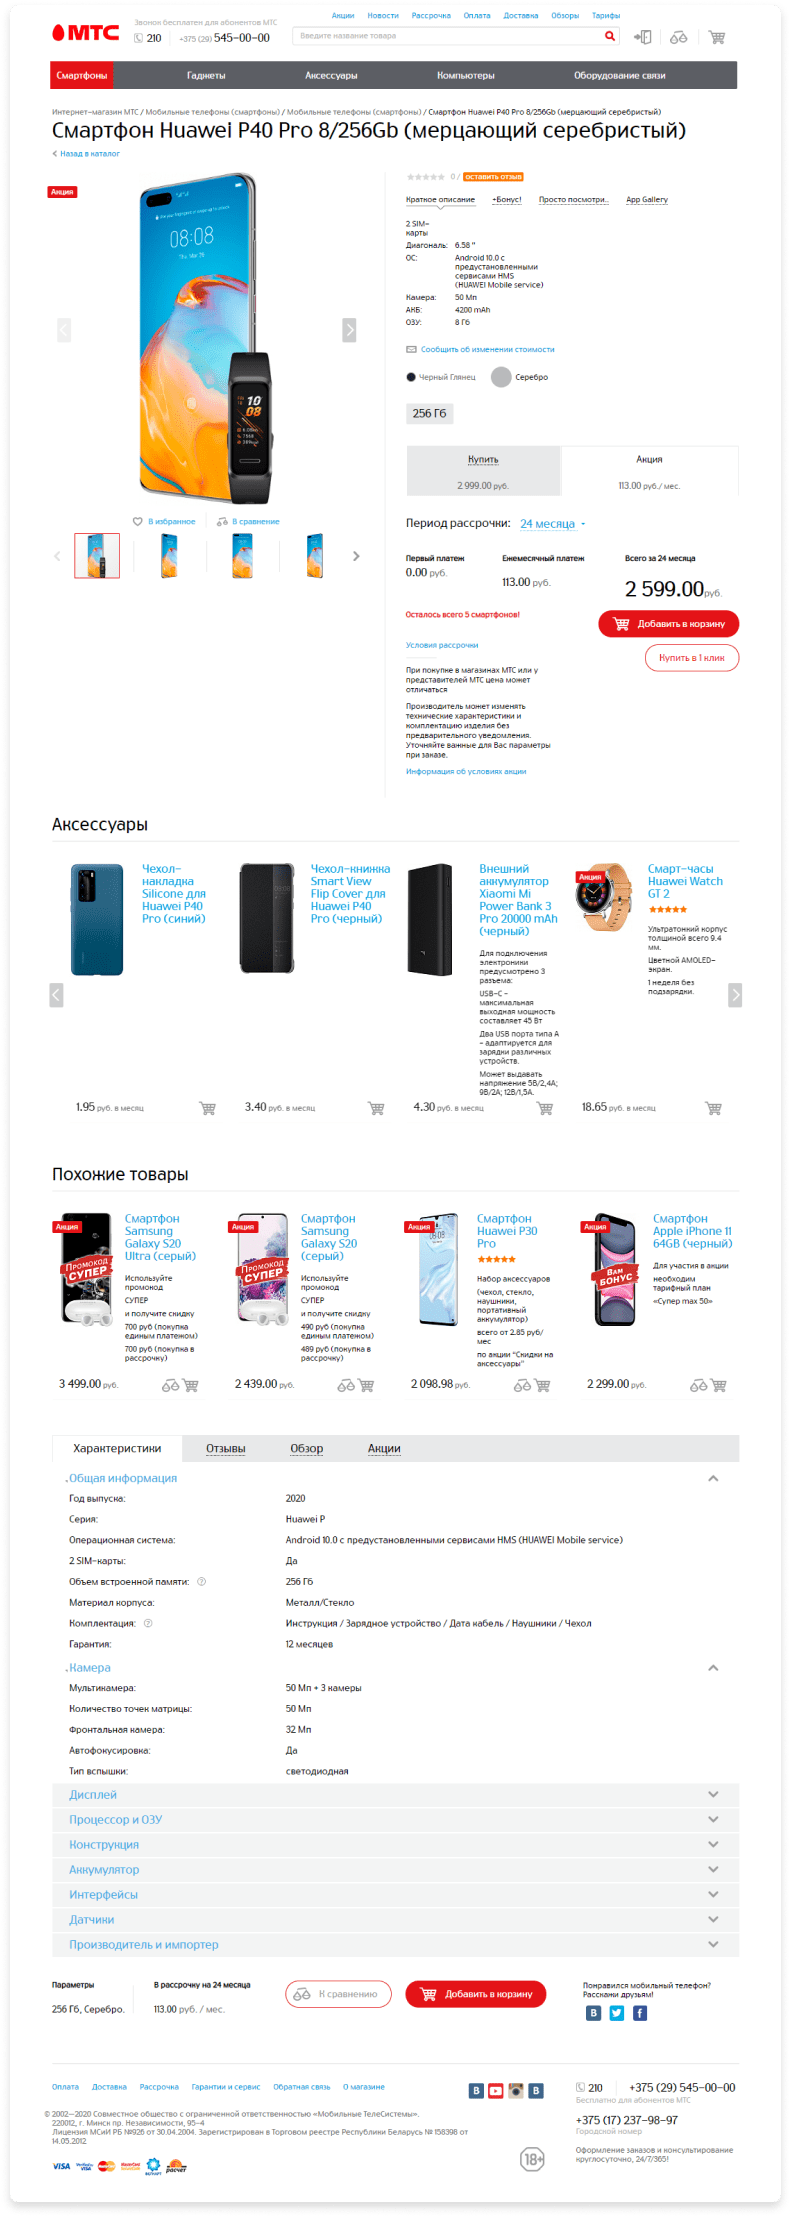 Акции Новости Рассрочка Оплата Доставка Обзоры Тарифы
МТС
Звонок бесплатен для абонентов МТС
210 +375 (29) 545-00-00
Введите название товара
Смартфоны Гаджеты Аксессуары Компьютеры Оборудование связи
Интернет-магазин МТС / Мобильные телефоны (смартфоны) / Мобильные телефоны (смартфоны) / Смартфон Huawei P40 Pro 8/256Gb (мерцающий серебристый)
Смартфон Huawei P40 Pro 8/256Gb (мерцающий серебристый)
Назад в каталог
Акция
08:08
10
08
В избранное В сравнение
0 / оставить отзыв
Краткое описание +Бонус! Просто посмотри.. App Gallery
2 SIM-
карты
Диагональ: 6.58 "
ОС: Android 10.0 с
предустановленными
сервисами HMS
(HUAWEI Mobile service)
Камера: 50 Мп
АКБ: 4200 mAh
ОЗУ: 8 Гб
Сообщить об изменении стоимости
Черный Глянец Серебро
256 Гб
Купить Акция
2 999.00 руб. 113.00 руб./ мес.
Период рассрочки: 24 месяца
Первый платеж Ежемесячный платеж Всего за 24 месяца
0.00 руб. 113.00 руб. 2 599.00руб.
Осталось всего 5 смартфонов!
Добавить в корзину
Условия рассрочки
Купить в 1 клик
При покупке в магазинах МТС или у
представителей МТС цена может
отличаться
Производитель может изменять
технические характеристики и
комплектацию изделия без
предварительного уведомления.
Уточняйте важные для Вас параметры
при заказе.
Информация об условиях акции
Аксессуары
Чехол-
накладка
Silicone для
Huawei P40
Pro (синий)
1.95 руб. в месяц
Чехол-книжка
Smart View
Flip Cover для
Huawei P40
Pro (черный)
3.40 руб. в месяц
Внешний
аккумулятор
Xiaomi Mi
Power Bank 3
Pro 20000 mAh
(черный)
Для подключения
электроники
предусмотрено 3
разъема:
USB-C -
максимальная
выходная мощность
составляет 45 Вт
Два USB порта типа А
- адаптируется для
зарядки различных
устройств.
Может выдавать
напряжение 5В/2,4А;
9В/2А; 12В/1,5А.
4.30 руб. в месяц
Акция
Смарт-часы
Huawei Watch
GT 2
Ультратонкий корпус
толщиной всего 9.4
мм.
Цветной AMOLED-
экран.
1 неделя без
подзарядки.
18.65 руб. в месяц
Похожие товары
Акция
ПРОМОКОД
СУПЕР
Смартфон
Samsung
Galaxy S20
Ultra (серый)
Используйте
промокод
СУПЕР
и получите скидку
700 руб (покупка
единым платежом)
700 руб (покупка в
рассрочку)
3 499.00 руб.
Акция
ПРОМОКОД
СУПЕР
Смартфон
Samsung
Galaxy S20
(серый)
Используйте
промокод
СУПЕР
и получите скидку
490 руб (покупка
единым платежом)
489 руб (покупка в
рассрочку)
2 439.00 руб.
Акция
Смартфон
Huawei P30
Pro
Набор аксессуаров
(чехол, стекло,
наушники,
портативный
аккумулятор)
всего от 2.85 руб/
мес
по акции "Скидки на
аксессуары"
2 098.98 руб.
Акция
ВАМ
БОНУС
Смартфон
Apple iPhone 11
64GB (черный)
Для участия в акции
необходим
тарифный план
«Супер max 50»
2 299.00 руб.
Характеристики Отзывы Обзор Акции
Общая информация
Год выпуска: 2020
Серия: Huawei P
Операционная система: Android 10.0 с предустановленными сервисами HMS (HUAWEI Mobile service)
2 SIM-карты: Да
Объем встроенной памяти: ? 256 Гб
Материал корпуса: Металл/Стекло
Комплектация: ? Инструкция / Зарядное устройство / Дата кабель / Наушники / Чехол
Гарантия: 12 месяцев
Камера
Мультикамера: 50 Мп + 3 камеры
Количество точек матрицы: 50 Мп
Фронтальная камера: 32 Мп
Автофокусировка: Да
Тип вспышки: светодиодная
Дисплей
Процессор и ОЗУ
Конструкция
Аккумулятор
Интерфейсы
Датчики
Производитель и импортер
Параметры В рассрочку на 24 месяца
256 Гб, Серебро. 113.00 руб. / мес.
К сравнению
Добавить в корзину
Понравился мобильный телефон?
Расскажи друзьям!
Оплата Доставка Рассрочка Гарантии и сервис Обратная связь О магазине
210 +375 (29) 545-00-00
Бесплатно для абонентов МТС
+375 (17) 237-98-97
Городской номер
Оформление заказов и консультирование
круглосуточно, 24/7/365!
© 2002-2020 Совместное общество с ограниченной ответственностью «Мобильные ТелеСистемы».
220012, г. Минск пр. Независимости, 95-4
Лицензия МСиИ РБ №926 от 30.04.2004. Зарегистрирован в Торговом реестре Республики Беларусь № 158398 от
14.05.2012
18+
VISA